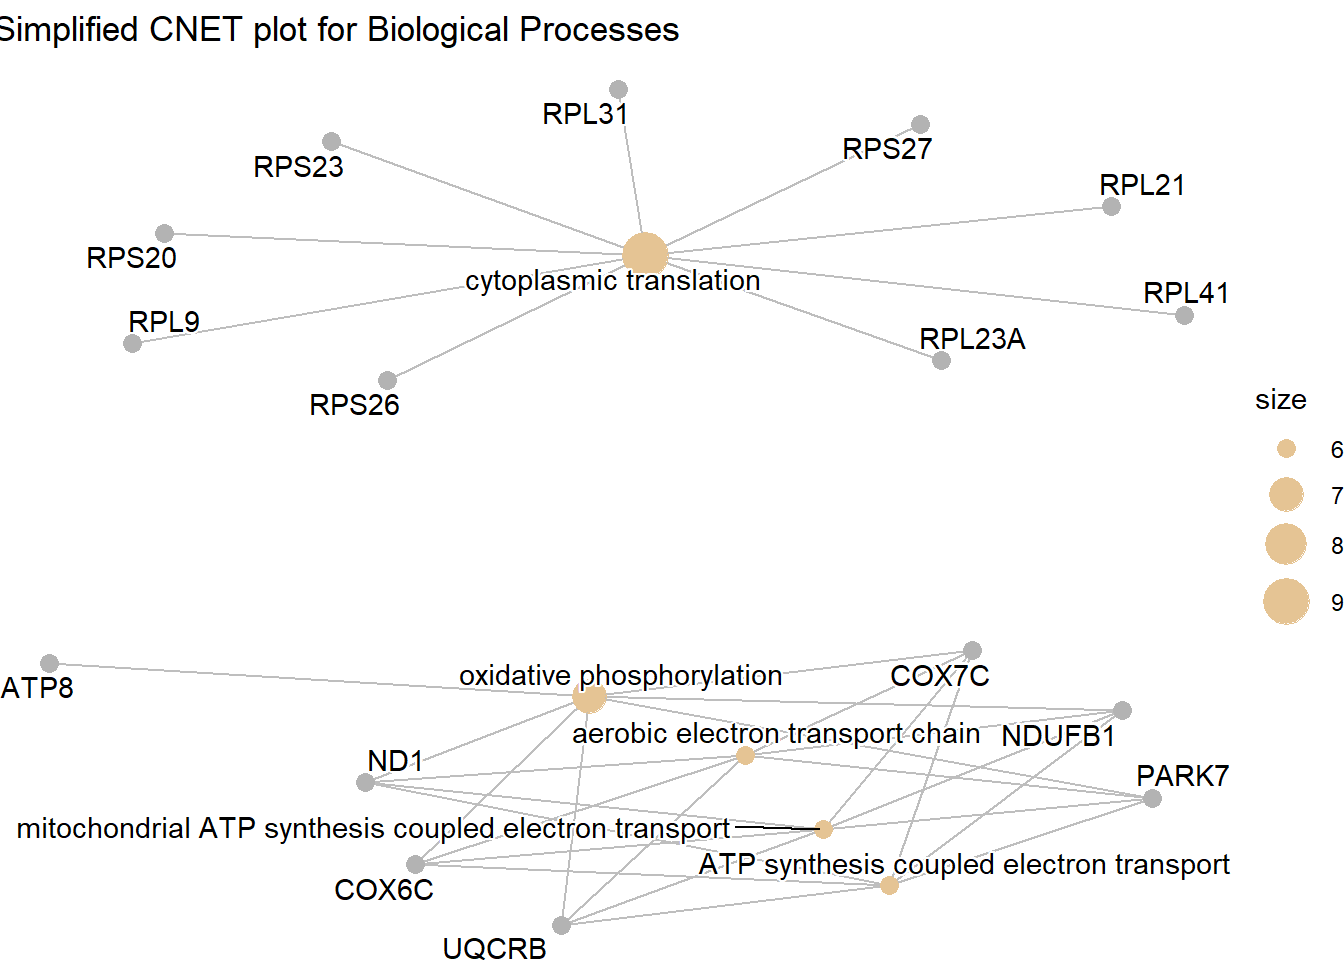 Simplified CNET plot for Biological Processes
RPL31
RPS27
RPS23
RPL21
RPS20
cytoplasmic translation
RPL41
RPL9
RPL23A
RPS26
size
6
7
8
9
oxidative phosphorylation
COX7C
ATP8
aerobic electron transport chain
NDUFB1
ND1
PARK7
mitochondrial ATP synthesis coupled electron transport
ATP synthesis coupled electron transport
COX6C
UQCRB